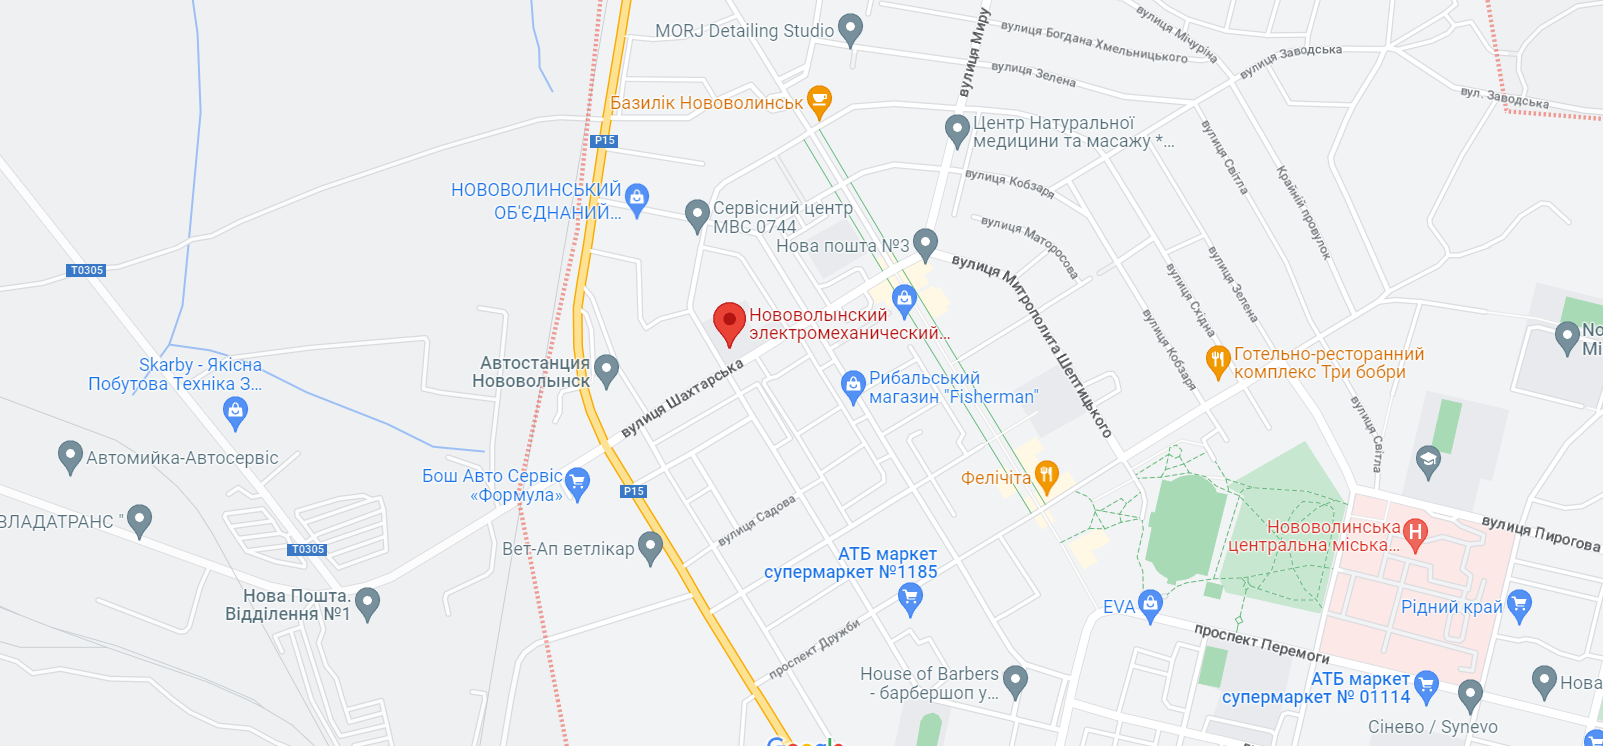 вулиця Миру
вулиця Мічуріна
вулиця Богдана Хмельницького
вулиця Заводська
MORJ Detailing Studio
вулиця Зелена
вул. Заводська
Базилік Нововолинськ
P15
Центр Натуральної
медицини та масажу *...
вулиця Світла
Крайній провулок
НОВОВОЛИНСЬКИЙ
ОБ'ЄДНАНИЙ...
вулиця Кобзаря
Сервісний центр
МВС 0744
Нова пошта №3
вулиця Маторосова
вулиця Зелена
T0305
вулиця Митрополита Шептицького
вулиця Східна
Нововолынский
электромеханический...
вулиця Кобзаря
No
Mi
Skarby - Якісна
Побутова Техніка З...
Автостанция
Нововолынск
вулиця Шахтарська
Рибальський
магазин "Fisherman"
Готельно-ресторанний
комплекс Три бобри
вулиця Світла
Автомийка-Автосервіс
Бош Авто Сервіс
«Формула»
P15
Фелічіта
ВЛАДАТРАНС "
вулиця Садова
Нововолинська
центральна міська...
вулиця Пирогова
T0305
Вет-Ап ветлікар
АТБ маркет
супермаркет №1185
Нова Пошта.
Відділення №1
EVA
Рідний край
проспект Дружби
проспект Перемоги
House of Barbers
- барбершоп у...
АТБ маркет
супермаркет № 01114
Нова
Сінево / Synevo
Google